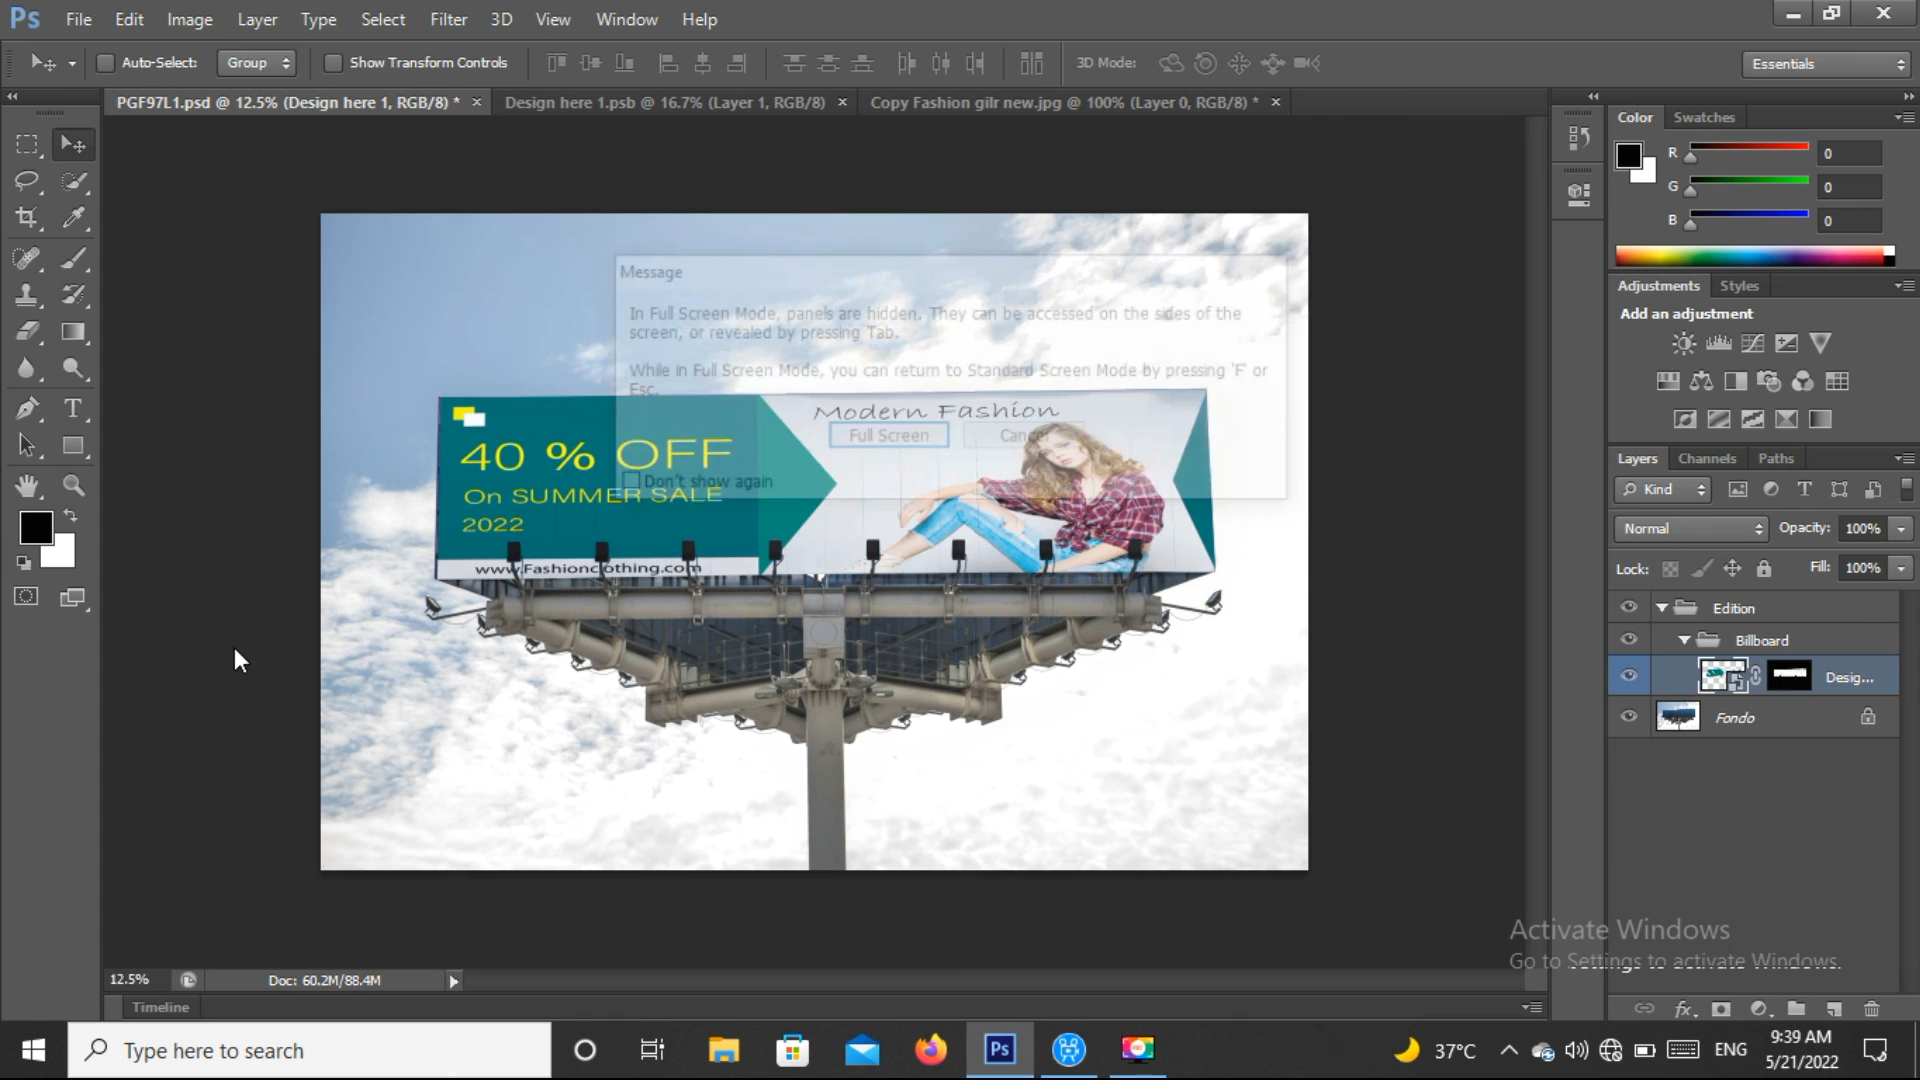 Ps File Edit Image Layer Type Select Filter 3D View Window Help
Auto-Select: Group Show Transform Controls 3D Mode: Essentials
PGF97L1.psd @ 12.5% (Design here 1, RGB/8) * × Design here 1.psb @ 16.7% (Layer 1, RGB/8) × Copy Fashion gilr new.jpg @ 100% (Layer 0, RGB/8) * ×
Color Swatches
R 0
G 0
B 0
Adjustments Styles
Add an adjustment
Layers Channels Paths
Kind
Normal Opacity: 100%
Lock: Fill: 100%
Edition
Billboard
Desig...
Fondo
Message
In Full Screen Mode, panels are hidden. They can be accessed on the sides of the
screen, or revealed by pressing Tab.
While in Full Screen Mode, you can return to Standard Screen Mode by pressing 'F' or
Esc.
Full Screen Cancel
Don't show again
Modern Fashion
40 % OFF
On SUMMER SALE
2022
www.Fashionclothing.com
Activate Windows
Go to Settings to activate Windows.
12.5% Doc: 60.2M/88.4M
Timeline
Type here to search
Ps
37°C
ENG
9:39 AM
5/21/2022